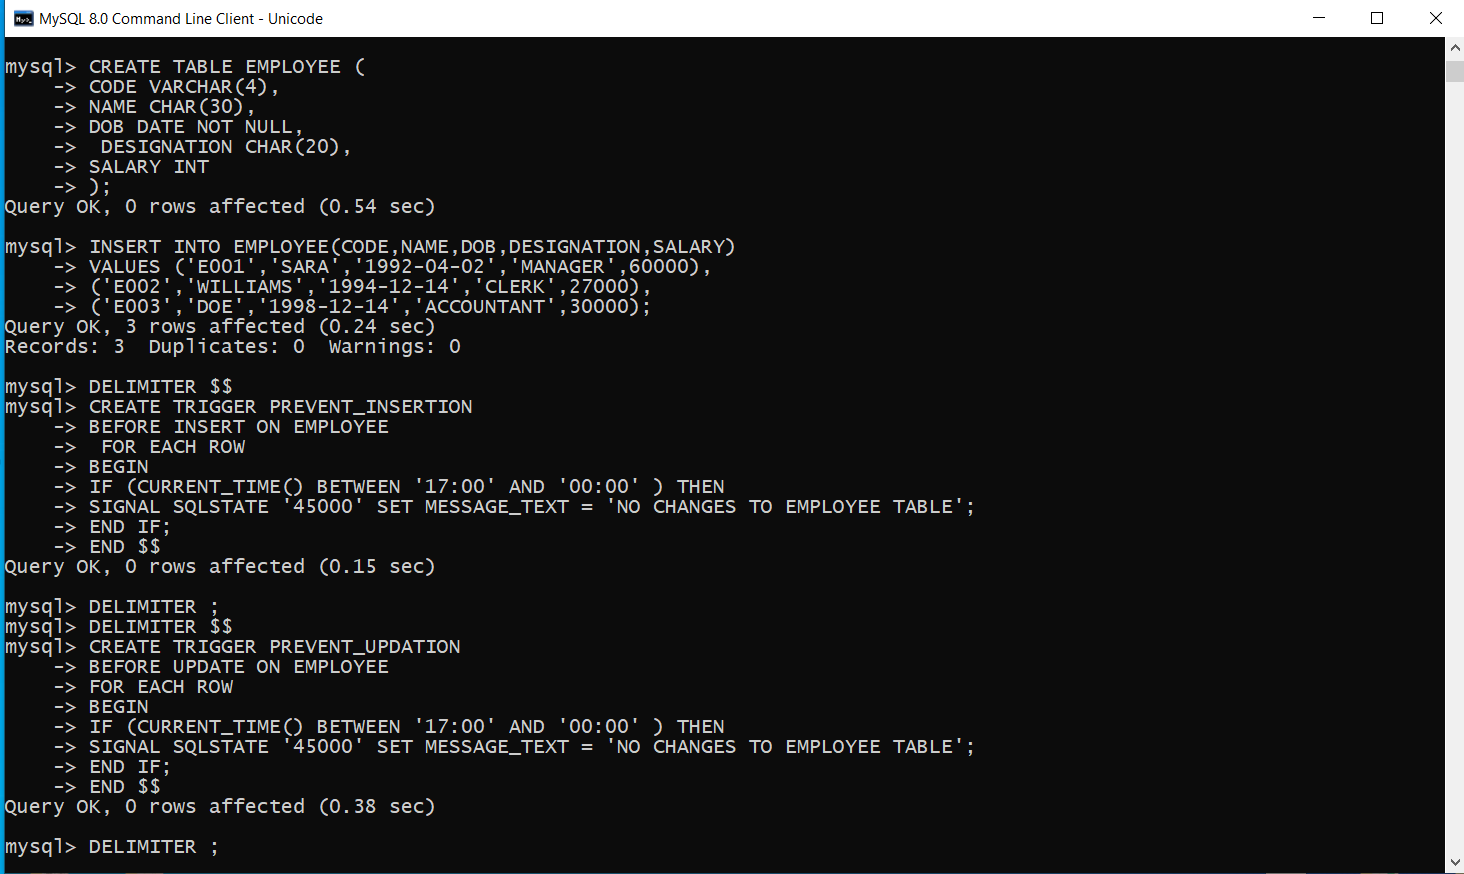 MySQL 8.0 Command Line Client - Unicode
mysql> CREATE TABLE EMPLOYEE (
    -> CODE VARCHAR(4),
    -> NAME CHAR(30),
    -> DOB DATE NOT NULL,
    ->  DESIGNATION CHAR(20),
    -> SALARY INT
    -> );
Query OK, 0 rows affected (0.54 sec)
mysql> INSERT INTO EMPLOYEE(CODE,NAME,DOB,DESIGNATION,SALARY)
    -> VALUES ('E001','SARA','1992-04-02','MANAGER',60000),
    -> ('E002','WILLIAMS','1994-12-14','CLERK',27000),
    -> ('E003','DOE','1998-12-14','ACCOUNTANT',30000);
Query OK, 3 rows affected (0.24 sec)
Records: 3  Duplicates: 0  Warnings: 0
mysql> DELIMITER $$
mysql> CREATE TRIGGER PREVENT_INSERTION
    -> BEFORE INSERT ON EMPLOYEE
    ->  FOR EACH ROW
    -> BEGIN
    -> IF (CURRENT_TIME() BETWEEN '17:00' AND '00:00' ) THEN
    -> SIGNAL SQLSTATE '45000' SET MESSAGE_TEXT = 'NO CHANGES TO EMPLOYEE TABLE';
    -> END IF;
    -> END $$
Query OK, 0 rows affected (0.15 sec)
mysql> DELIMITER ;
mysql> DELIMITER $$
mysql> CREATE TRIGGER PREVENT_UPDATION
    -> BEFORE UPDATE ON EMPLOYEE
    -> FOR EACH ROW
    -> BEGIN
    -> IF (CURRENT_TIME() BETWEEN '17:00' AND '00:00' ) THEN
    -> SIGNAL SQLSTATE '45000' SET MESSAGE_TEXT = 'NO CHANGES TO EMPLOYEE TABLE';
    -> END IF;
    -> END $$
Query OK, 0 rows affected (0.38 sec)
mysql> DELIMITER ;